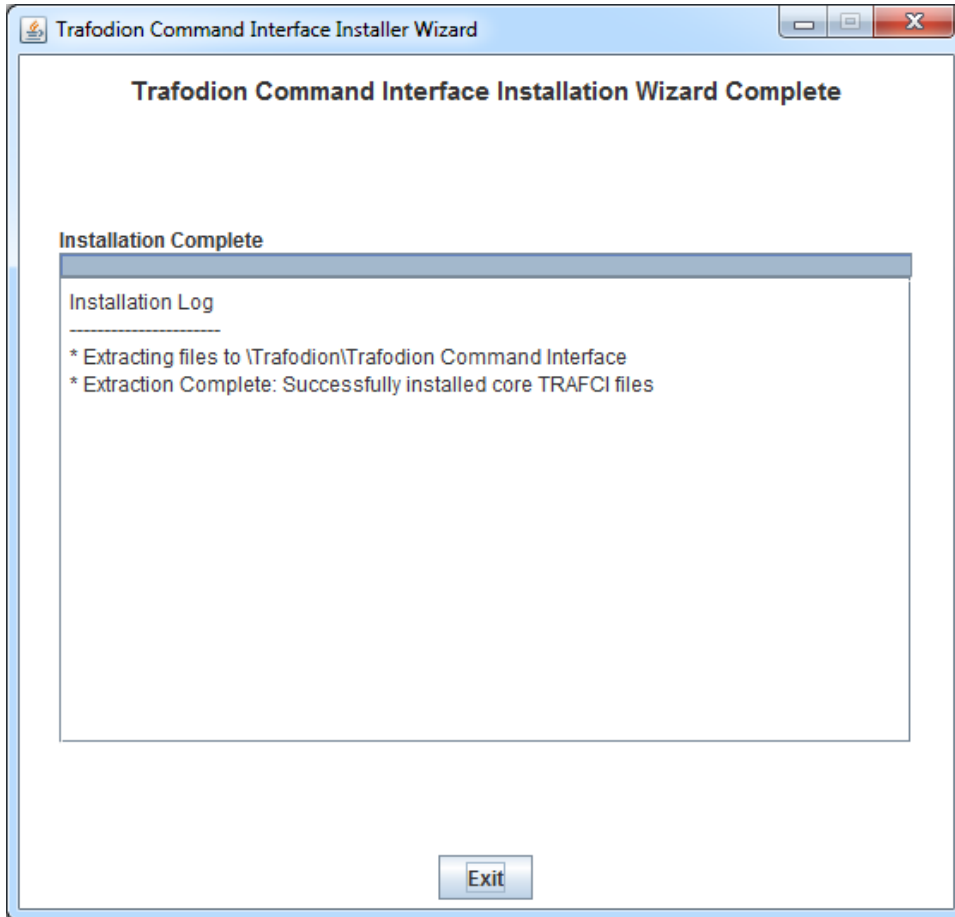 Trafodion Command Interface Installer Wizard
Trafodion Command Interface Installation Wizard Complete
Installation Complete
Installation Log
----------------------
* Extracting files to \Trafodion\Trafodion Command Interface
* Extraction Complete: Successfully installed core TRAFCI files
Exit